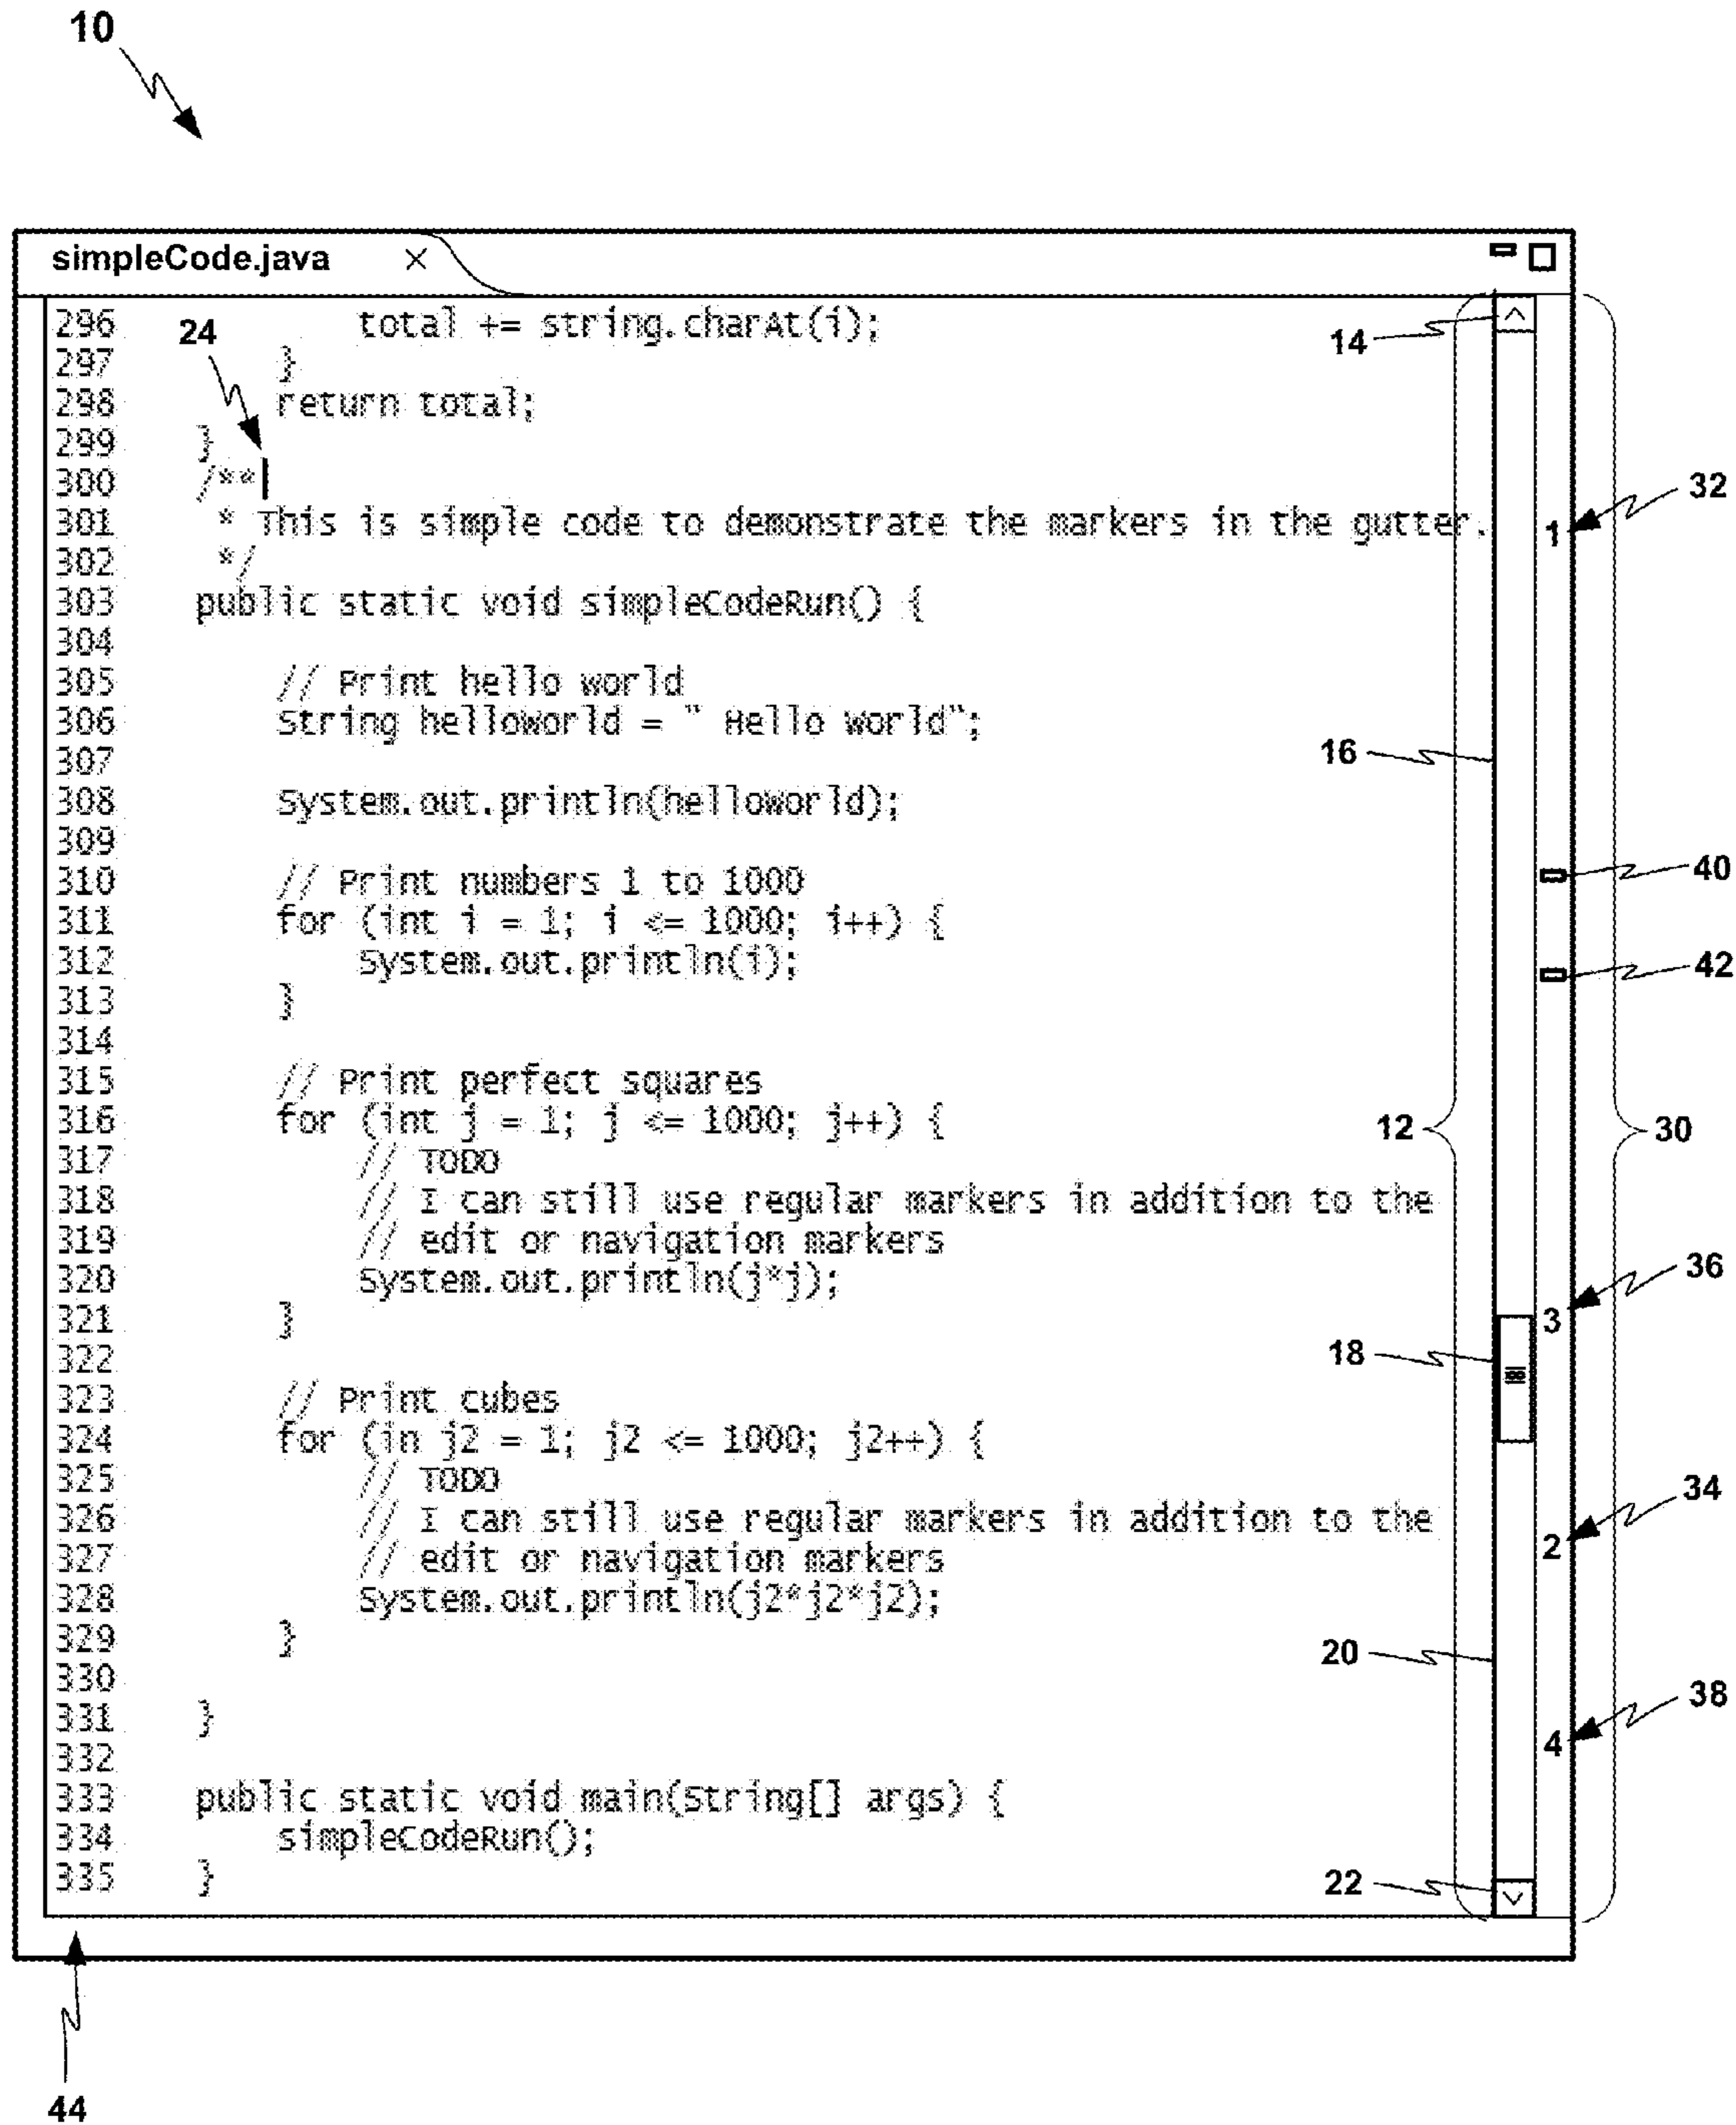 10
simpleCode.java ×
296 total += string.charAt(i);
24
14
297 }
298 return total;
299 }
300 /**
32
301 * This is simple code to demonstrate the markers in the gutter.
1
302 */
303 public static void simpleCodeRun() {
304
305 // Print hello world
306 String helloWorld = " Hello World";
16
307
308 System.out.println(helloWorld);
309
40
310 // Print numbers 1 to 1000
311 for (int i = 1; i <= 1000; i++) {
312 System.out.println(i);
42
313 }
314
315 // Print perfect squares
316 for (int j = 1; j <= 1000; j++) {
12
30
317 // TODO
318 // I can still use regular markers in addition to the
319 // edit or navigation markers
36
320 System.out.println(j*j);
321 }
3
322
18
323 // Print cubes
324 for (in j2 = 1; j2 <= 1000; j2++) {
325 // TODO
34
326 // I can still use regular markers in addition to the
327 // edit or navigation markers
2
328 System.out.println(j2*j2*j2);
329 }
20
330
38
331 }
4
332
333 public static void main(String[] args) {
334 simpleCodeRun();
335 }
22
44